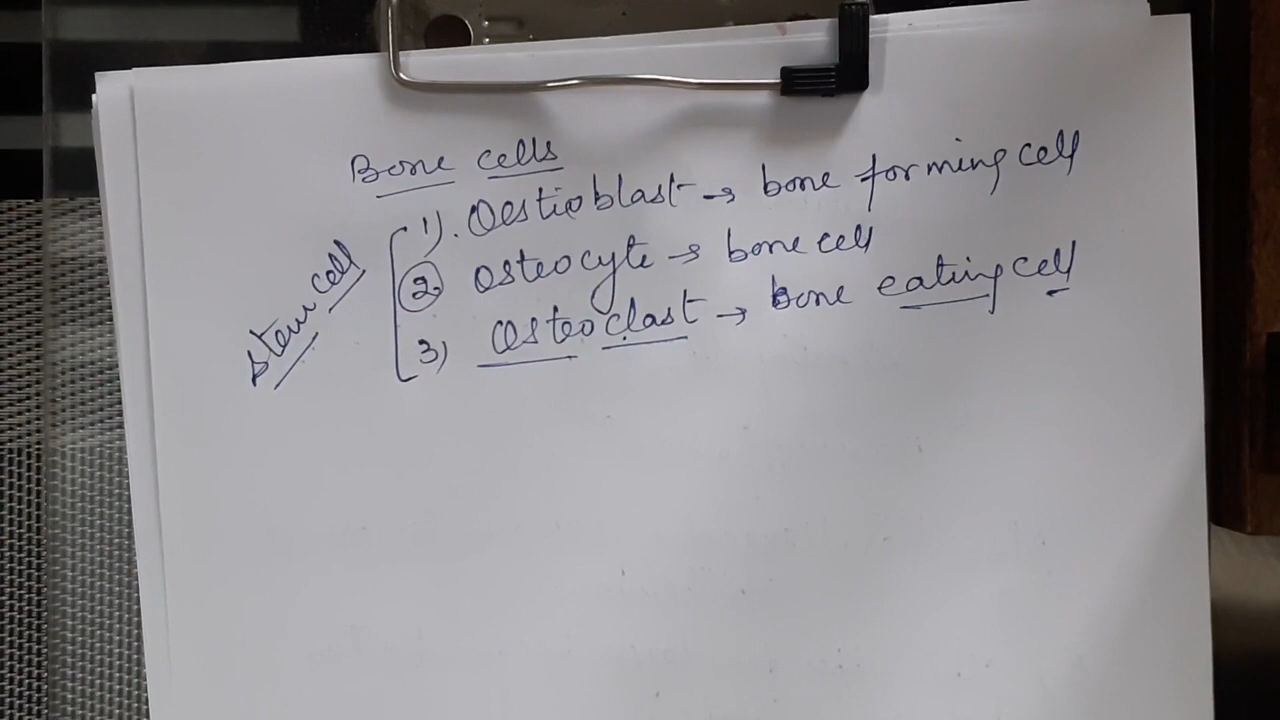 Bone cells
1). Oestioblast → bone forming cell
2 Osteocyte → bone cell
3) Osteoclast → bone eating cell
stem cell